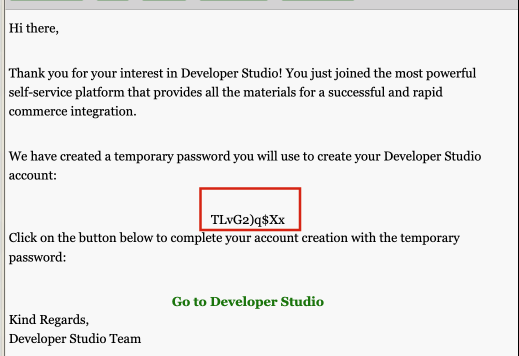 Hi there,
Thank you for your interest in Developer Studio! You just joined the most powerful
self-service platform that provides all the materials for a successful and rapid
commerce integration.
We have created a temporary password you will use to create your Developer Studio
account:
TLvG2)q$Xx
Click on the button below to complete your account creation with the temporary
password:
Go to Developer Studio
Kind Regards,
Developer Studio Team